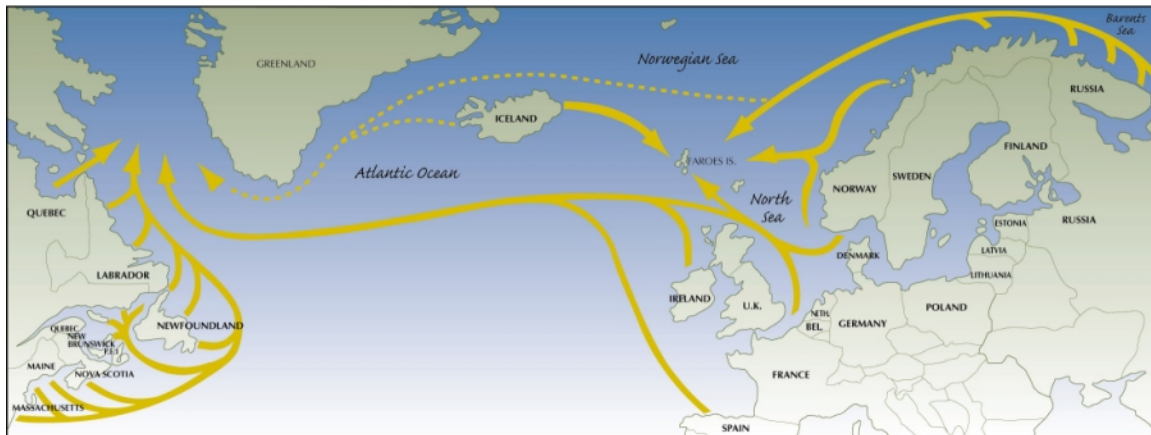 Barents
Sea
Norwegian Sea
GREENLAND
RUSSIA
ICELAND
FINLAND
FAROES IS.
Atlantic Ocean
SWEDEN
NORWAY
North
Sea
QUEBEC
RUSSIA
ESTONIA
LATVIA
DENMARK
LABRADOR
LITHUANIA
IRELAND
U.K.
POLAND
NETH.
NEWFOUNDLAND
BEL.
GERMANY
QUEBEC
NEW
BRUNSWICK
P.E.I
MAINE
NOVA SCOTIA
FRANCE
MASSACHUSETTS
SPAIN